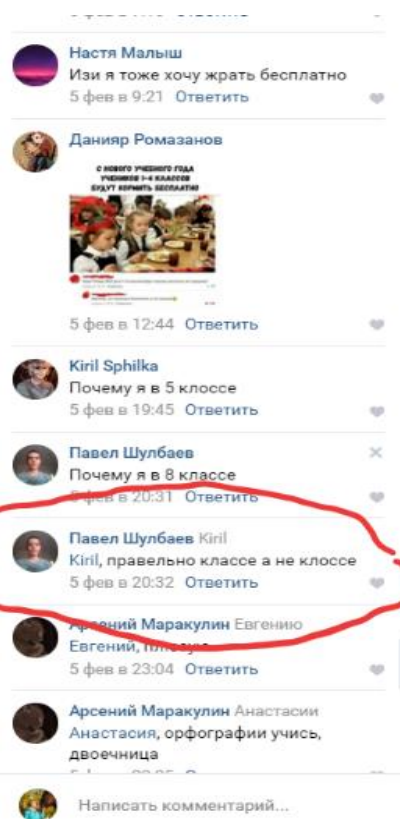 Настя Малыш
Изи я тоже хочу жрать бесплатно
5 фев в 9:21 Ответить
Данияр Ромазанов
С НОВОГО УЧЕБНОГО ГОДА
УЧЕНИКОВ 1-4 КЛАССОВ
БУДУТ КОРМИТЬ БЕСПЛАТНО
5 фев в 12:44 Ответить
Kiril Sphilka
Почему я в 5 клоссе
5 фев в 19:45 Ответить
Павел Шулбаев
Почему я в 8 классе
5 фев в 20:31 Ответить
Павел Шулбаев Kiril
Kiril, правельно классе а не клоссе
5 фев в 20:32 Ответить
Арсений Маракулин Евгению
Евгений,
5 фев в 23:04 Ответить
Арсений Маракулин Анастасии
Анастасия, орфографии учись,
двоечница
Написать комментарий...